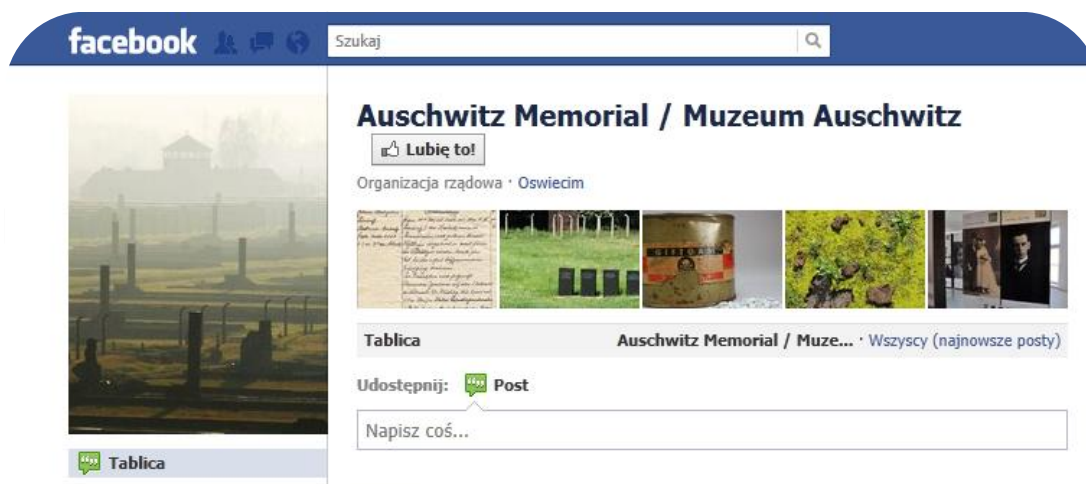 facebook
Szukaj
Auschwitz Memorial / Muzeum Auschwitz
Lubię to!
Organizacja rządowa · Oswiecim
GIFTGAS
Tablica
Auschwitz Memorial / Muze... · Wszyscy (najnowsze posty)
Udostępnij: Post
Napisz coś...
Tablica